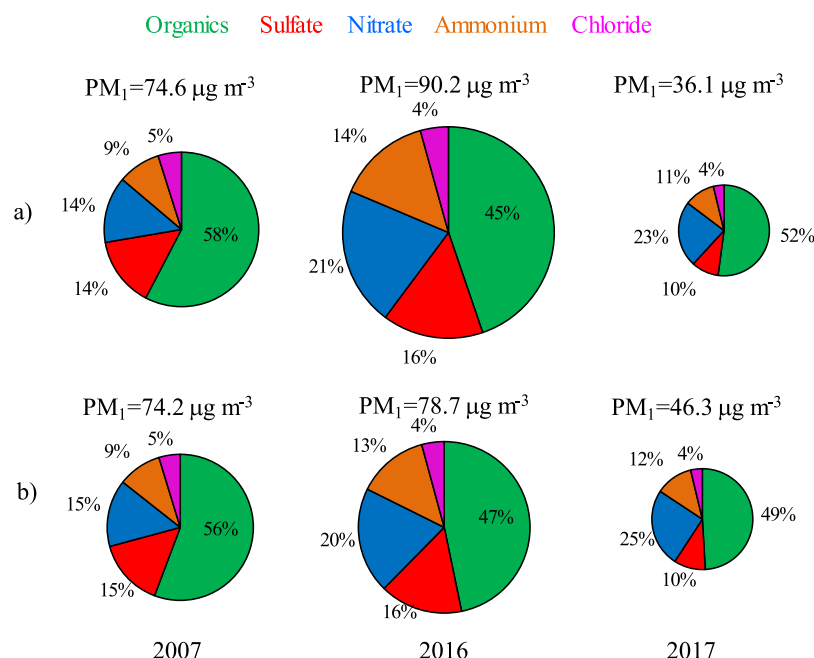 Organics Sulfate Nitrate Ammonium Chloride
PM₁=74.6 μg m⁻³ PM₁=90.2 μg m⁻³ PM₁=36.1 μg m⁻³
a)
9% 5% 14% 58% 14%
14% 4% 45% 21% 16%
11% 4% 23% 52% 10%
PM₁=74.2 μg m⁻³ PM₁=78.7 μg m⁻³ PM₁=46.3 μg m⁻³
b)
9% 5% 15% 56% 15%
13% 4% 47% 20% 16%
12% 4% 25% 49% 10%
2007 2016 2017